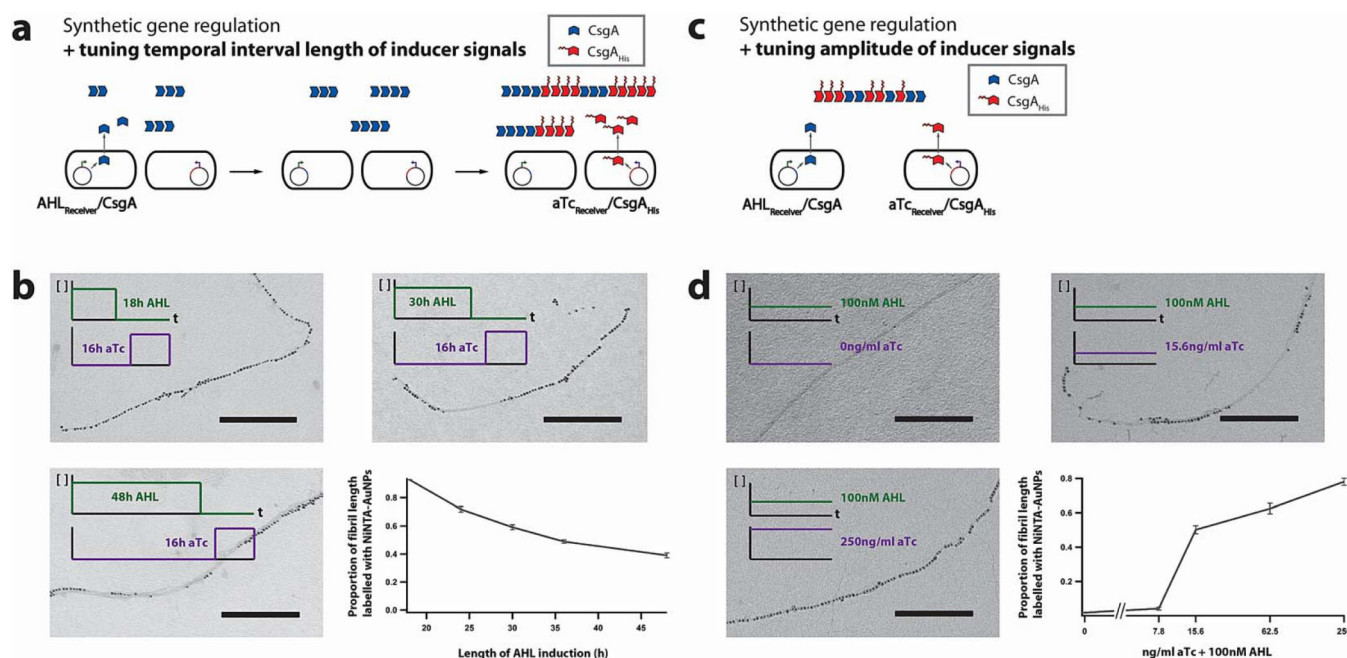 a
Synthetic gene regulation
+ tuning temporal interval length of inducer signals
CsgA
CsgAHis
AHLReceiver/CsgA
aTcReceiver/CsgAHis
c
Synthetic gene regulation
+ tuning amplitude of inducer signals
CsgA
CsgAHis
AHLReceiver/CsgA
aTcReceiver/CsgAHis
b
[ ]
18h AHL
t
16h aTc
[ ]
30h AHL
t
16h aTc
[ ]
48h AHL
t
16h aTc
Proportion of fibril length
labelled with NiNTA-AuNPs
0.8
0.6
0.4
0.2
0.0
20 25 30 35 40 45
Length of AHL induction (h)
d
[ ]
100nM AHL
t
0ng/ml aTc
[ ]
100nM AHL
t
15.6ng/ml aTc
[ ]
100nM AHL
t
250ng/ml aTc
Proportion of fibril length
labelled with NiNTA-AuNPs
0.8
0.6
0.4
0.2
0 7.8 15.6 62.5 25
ng/ml aTc + 100nM AHL